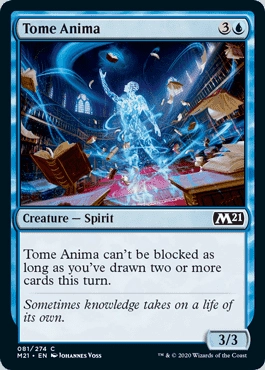 Tome Anima 3
Creature — Spirit M21
Tome Anima can't be blocked as
long as you've drawn two or more
cards this turn.
Sometimes knowledge takes on a life of
its own.
3/3
081/274 C
M21 • EN Johannes Voss ™ & © 2020 Wizards of the Coast